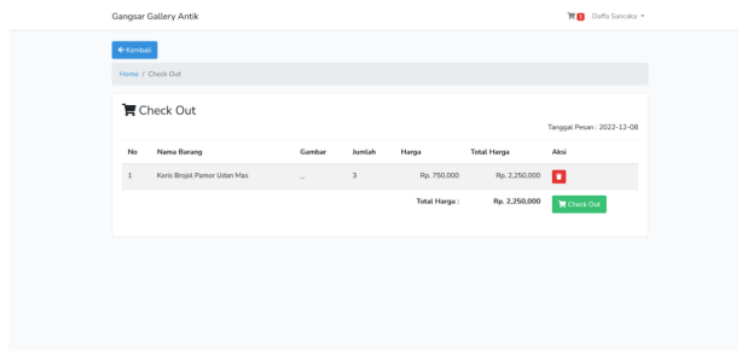 Gangsar Gallery Antik
1 Daffa Sancaka
Kembali
Home / Check Out
Check Out
Tanggal Pesan : 2022-12-08
No Nama Barang Gambar Jumlah Harga Total Harga Aksi
1 Keris Brojol Pamor Udan Mas ... 3 Rp. 750,000 Rp. 2,250,000
Total Harga : Rp. 2,250,000 Check Out